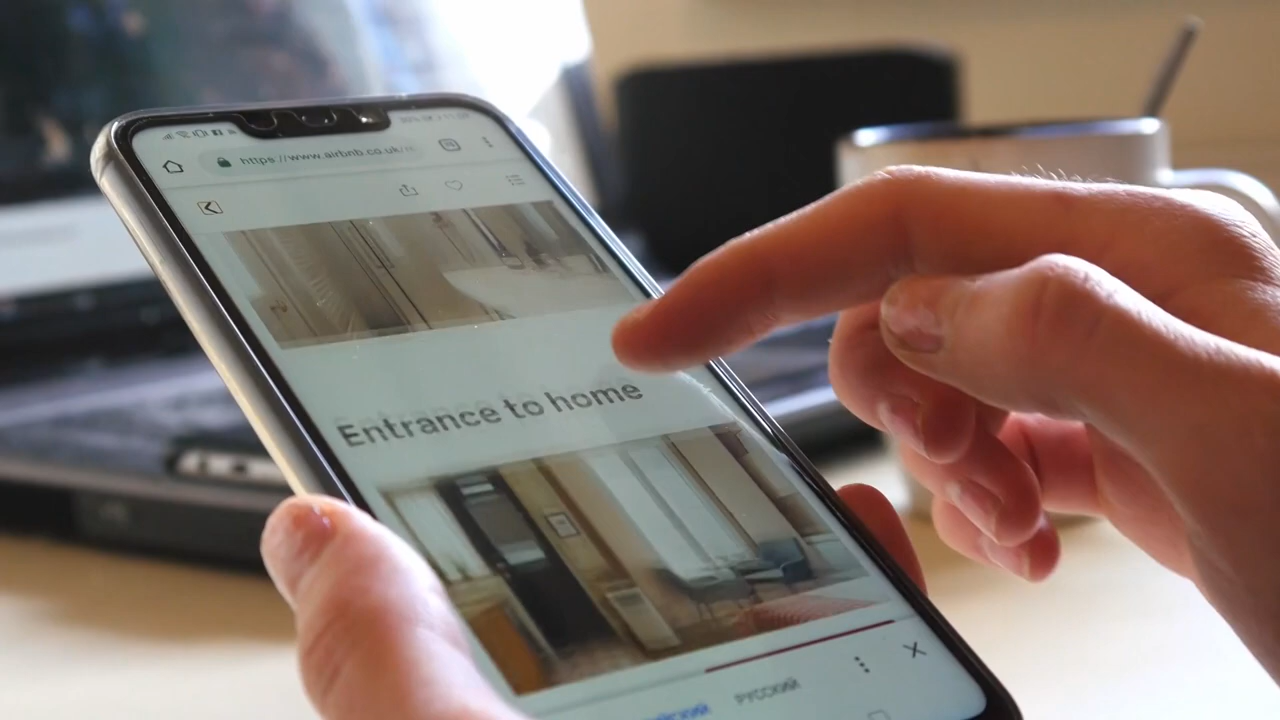 https://www.airbnb.co.uk/r
Entrance to home
РУССКИЙ